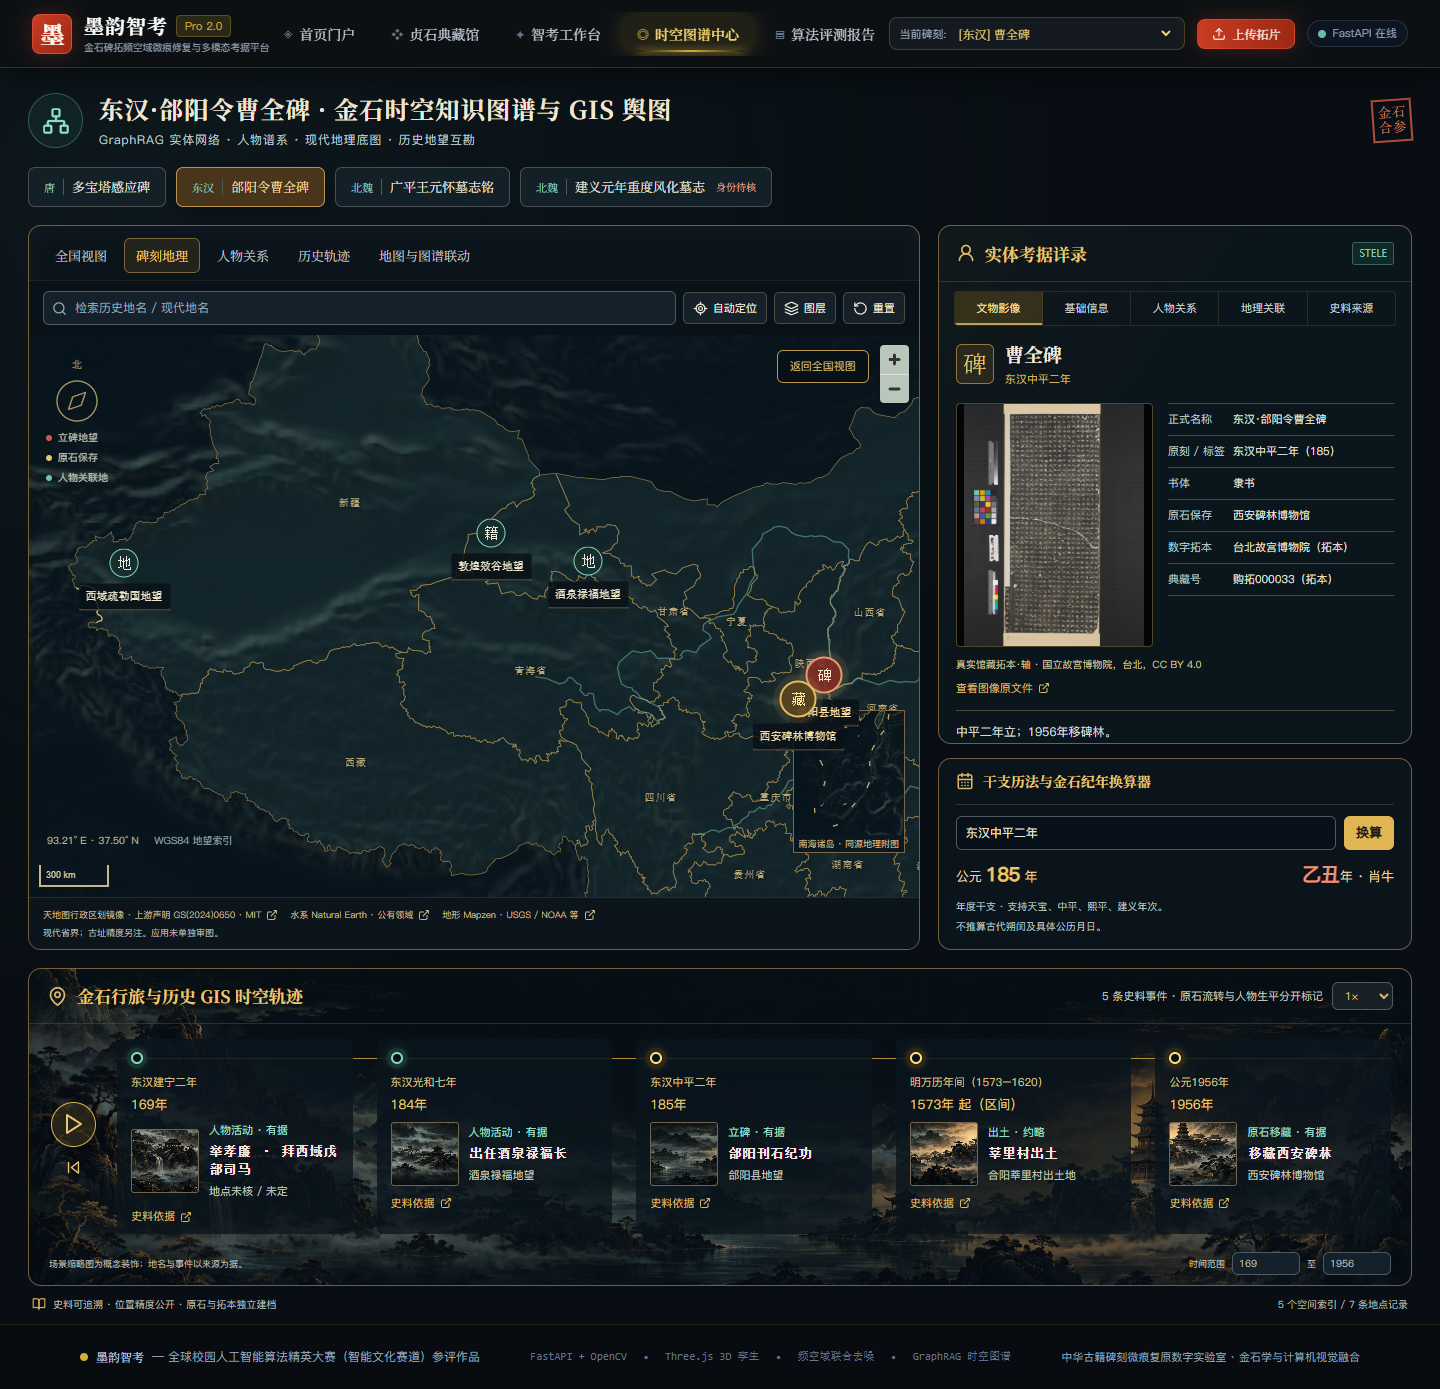 墨
墨韵智考
Pro 2.0
金石碑拓频空域微痕修复与多模态考据平台
首页门户
贞石典藏馆
智考工作台
时空图谱中心
算法评测报告
当前碑刻:
[东汉] 曹全碑
上传拓片
FastAPI 在线
东汉·郃阳令曹全碑 · 金石时空知识图谱与 GIS 舆图
GraphRAG 实体网络 · 人物谱系 · 现代地理底图 · 历史地望互勘
金石
合参
唐
多宝塔感应碑
东汉
郃阳令曹全碑
北魏
广平王元怀墓志铭
北魏
建义元年重度风化墓志
身份待核
全国视图
碑刻地理
人物关系
历史轨迹
地图与图谱联动
检索历史地名 / 现代地名
自动定位
图层
重置
北
立碑地望
原石保存
人物关联地
返回全国视图
+
−
新疆
籍
敦煌效谷地望
地
西域疏勒国地望
地
酒泉禄福地望
甘肃省
宁夏
山西省
青海省
陕西
碑
藏
阳县地望
河南省
西安碑林博物馆
西藏
四川省
重庆市
南海诸岛 · 同源地理附图
湖南省
贵州省
93.21° E · 37.50° N
WGS84 地望索引
300 km
天地图行政区划镜像 · 上游声明 GS(2024)0650 · MIT
水系 Natural Earth · 公有领域
地形 Mapzen · USGS / NOAA 等
现代省界；古址精度另注。应用未单独审图。
实体考据详录
STELE
文物影像
基础信息
人物关系
地理关联
史料来源
碑
曹全碑
东汉中平二年
正式名称 东汉·郃阳令曹全碑
原刻 / 标签 东汉中平二年（185）
书体 隶书
原石保存 西安碑林博物馆
数字拓本 台北故宫博物院（拓本）
典藏号 购拓000033（拓本）
真实馆藏拓本·轴 · 国立故宫博物院，台北，CC BY 4.0
查看图像原文件
中平二年立；1956年移碑林。
干支历法与金石纪年换算器
东汉中平二年
换算
公元 185 年
乙丑年 · 肖牛
年度干支 · 支持天宝、中平、熙平、建义年次。
不推算古代朔闰及具体公历月日。
金石行旅与历史 GIS 时空轨迹
5 条史料事件 · 原石流转与人物生平分开标记
1×
东汉建宁二年
169年
人物活动 · 有据
举孝廉 · 拜西域戊
部司马
地点未核 / 未定
史料依据
东汉光和七年
184年
人物活动 · 有据
出任酒泉禄福长
酒泉禄福地望
史料依据
东汉中平二年
185年
立碑 · 有据
郃阳刊石纪功
郃阳县地望
史料依据
明万历年间（1573—1620）
1573年 起（区间）
出土 · 约略
莘里村出土
合阳莘里村出土地
史料依据
公元1956年
1956年
原石移藏 · 有据
移藏西安碑林
西安碑林博物馆
史料依据
场景缩略图为概念装饰；地名与事件以来源为据。
时间范围
169
至
1956
史料可追溯 · 位置精度公开 · 原石与拓本独立建档
5 个空间索引 / 7 条地点记录
墨韵智考 — 全球校园人工智能算法精英大赛（智能文化赛道）参评作品
FastAPI + OpenCV • Three.js 3D 孪生 • 频空域联合去噪 • GraphRAG 时空图谱
中华古籍碑刻微痕复原数字实验室 · 金石学与计算机视觉融合